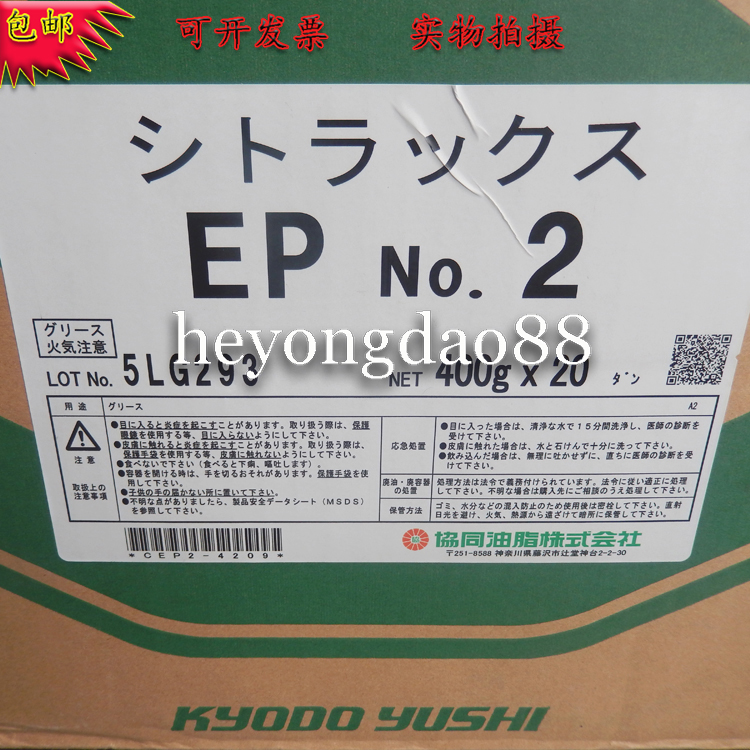 包邮
可开发票 实物拍摄
シトラックス
EP No. 2
heyongdao88
グリース
火気注意
LOT No. 5LG293 NET 400g x 20 ダン
用途 グリース A2
注意
取扱上の
注意事項
●目に入ると炎症を起こすことがあります。取り扱う際は、保護
眼鏡を使用する等、目に入らないようにして下さい。
●皮膚に触れると炎症を起こすことがあります。取り扱う際は、
保護手袋を使用する等、皮膚に触れないようにして下さい。
●食べないで下さい（食べると下痢、嘔吐します）。
●容器を開ける時は、手を切るおそれがあります。保護手袋を使
用して下さい。
●子供の手の届かない所に置いて下さい。
●不明な点がありましたら、製品安全データシート（MSDS）
を参照して下さい。
応急処置
●目に入った場合は、清浄な水で15分間洗浄し、医師の診断を
受けて下さい。
●皮膚に触れた場合は、水と石けんで十分に洗って下さい。
●飲み込んだ場合は、無理に吐かせずに、直ちに医師の診断を受
けて下さい。
廃油・廃容器
の処置
処理方法は法令で義務付けられています。法令に従い適正に処理
して下さい。不明な場合は購入先にご相談のうえ処理して下さい。
保管方法
ゴミ、水分などの混入防止のため使用後は密栓して下さい。直射
日光を避け、火気、熱源から遠ざけて暗所に保管して下さい。
*CEP2-4209*
協同油脂株式会社
〒251-8588 神奈川県藤沢市辻堂神台2-2-30
KYODO YUSHI